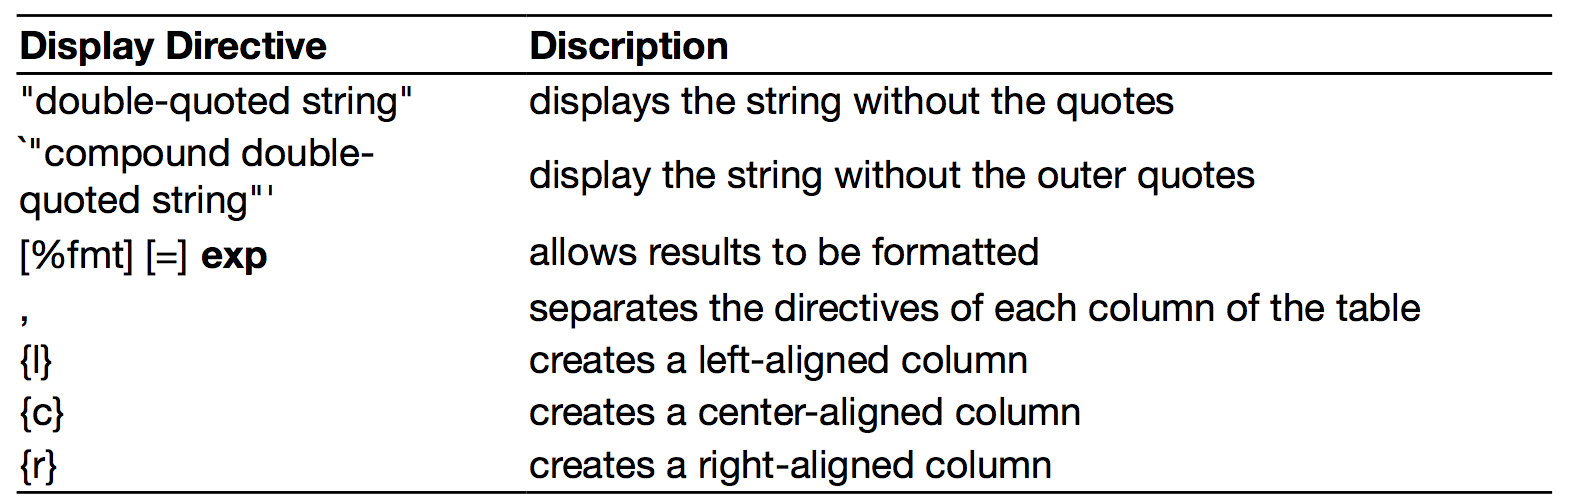 Display Directive Discription
"double-quoted string" displays the string without the quotes
`"compound double-
quoted string"' display the string without the outer quotes
[%fmt] [=] exp allows results to be formatted
, separates the directives of each column of the table
{l} creates a left-aligned column
{c} creates a center-aligned column
{r} creates a right-aligned column